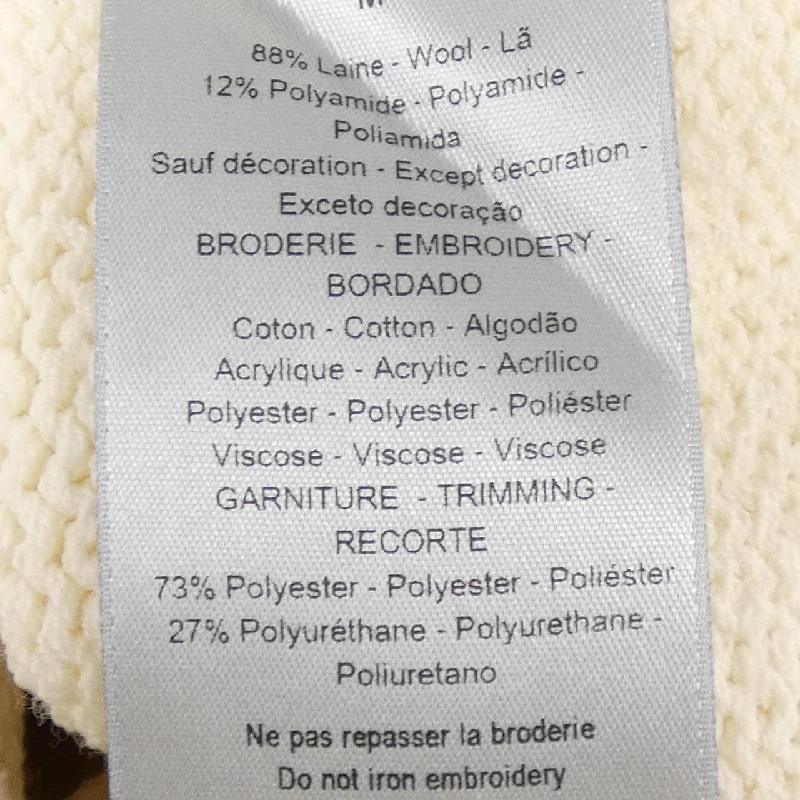 M
88% Laine - Wool - Lã
12% Polyamide - Polyamide -
Poliamida
Sauf décoration - Except decoration -
Exceto decoração
BRODERIE - EMBROIDERY -
BORDADO
Coton - Cotton - Algodão
Acrylique - Acrylic - Acrílico
Polyester - Polyester - Poliéster
Viscose - Viscose - Viscose
GARNITURE - TRIMMING -
RECORTE
73% Polyester - Polyester - Poliéster
27% Polyuréthane - Polyurethane -
Poliuretano
Ne pas repasser la broderie
Do not iron embroidery